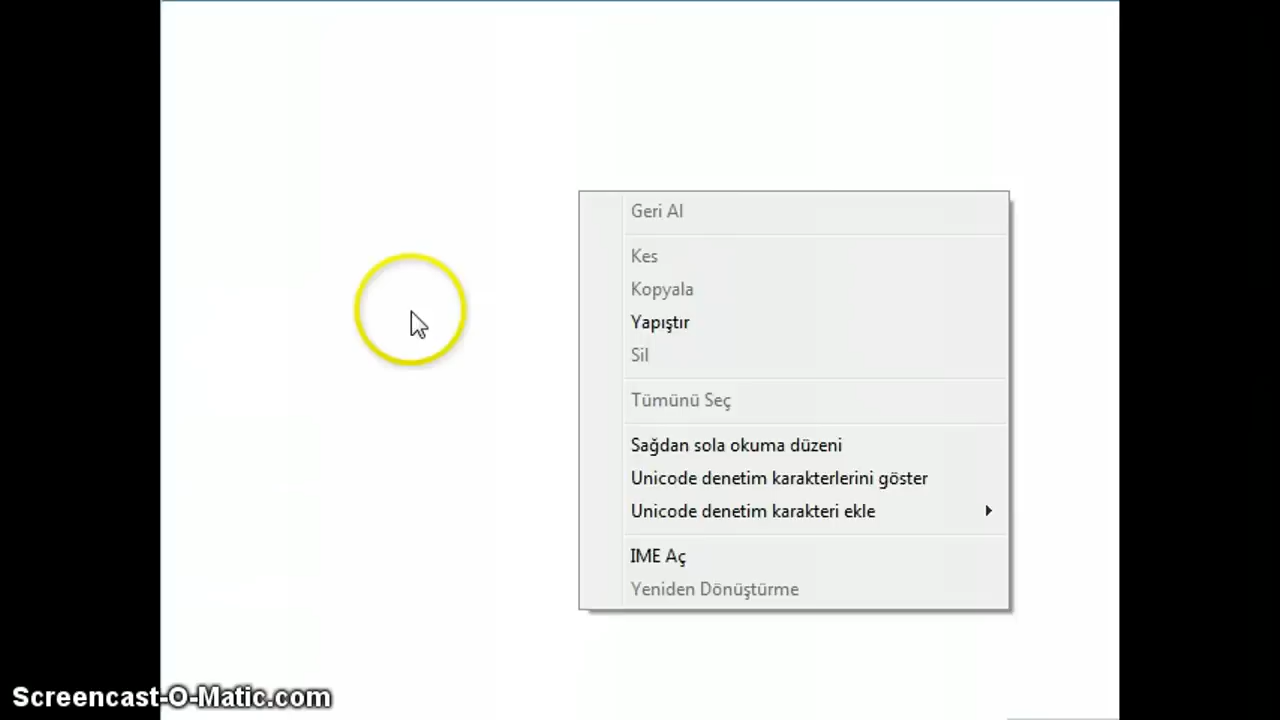 Geri Al
Kes
Kopyala
Yapıştır
Sil
Tümünü Seç
Sağdan sola okuma düzeni
Unicode denetim karakterlerini göster
Unicode denetim karakteri ekle
IME Aç
Yeniden Dönüştürme
Screencast-O-Matic.com